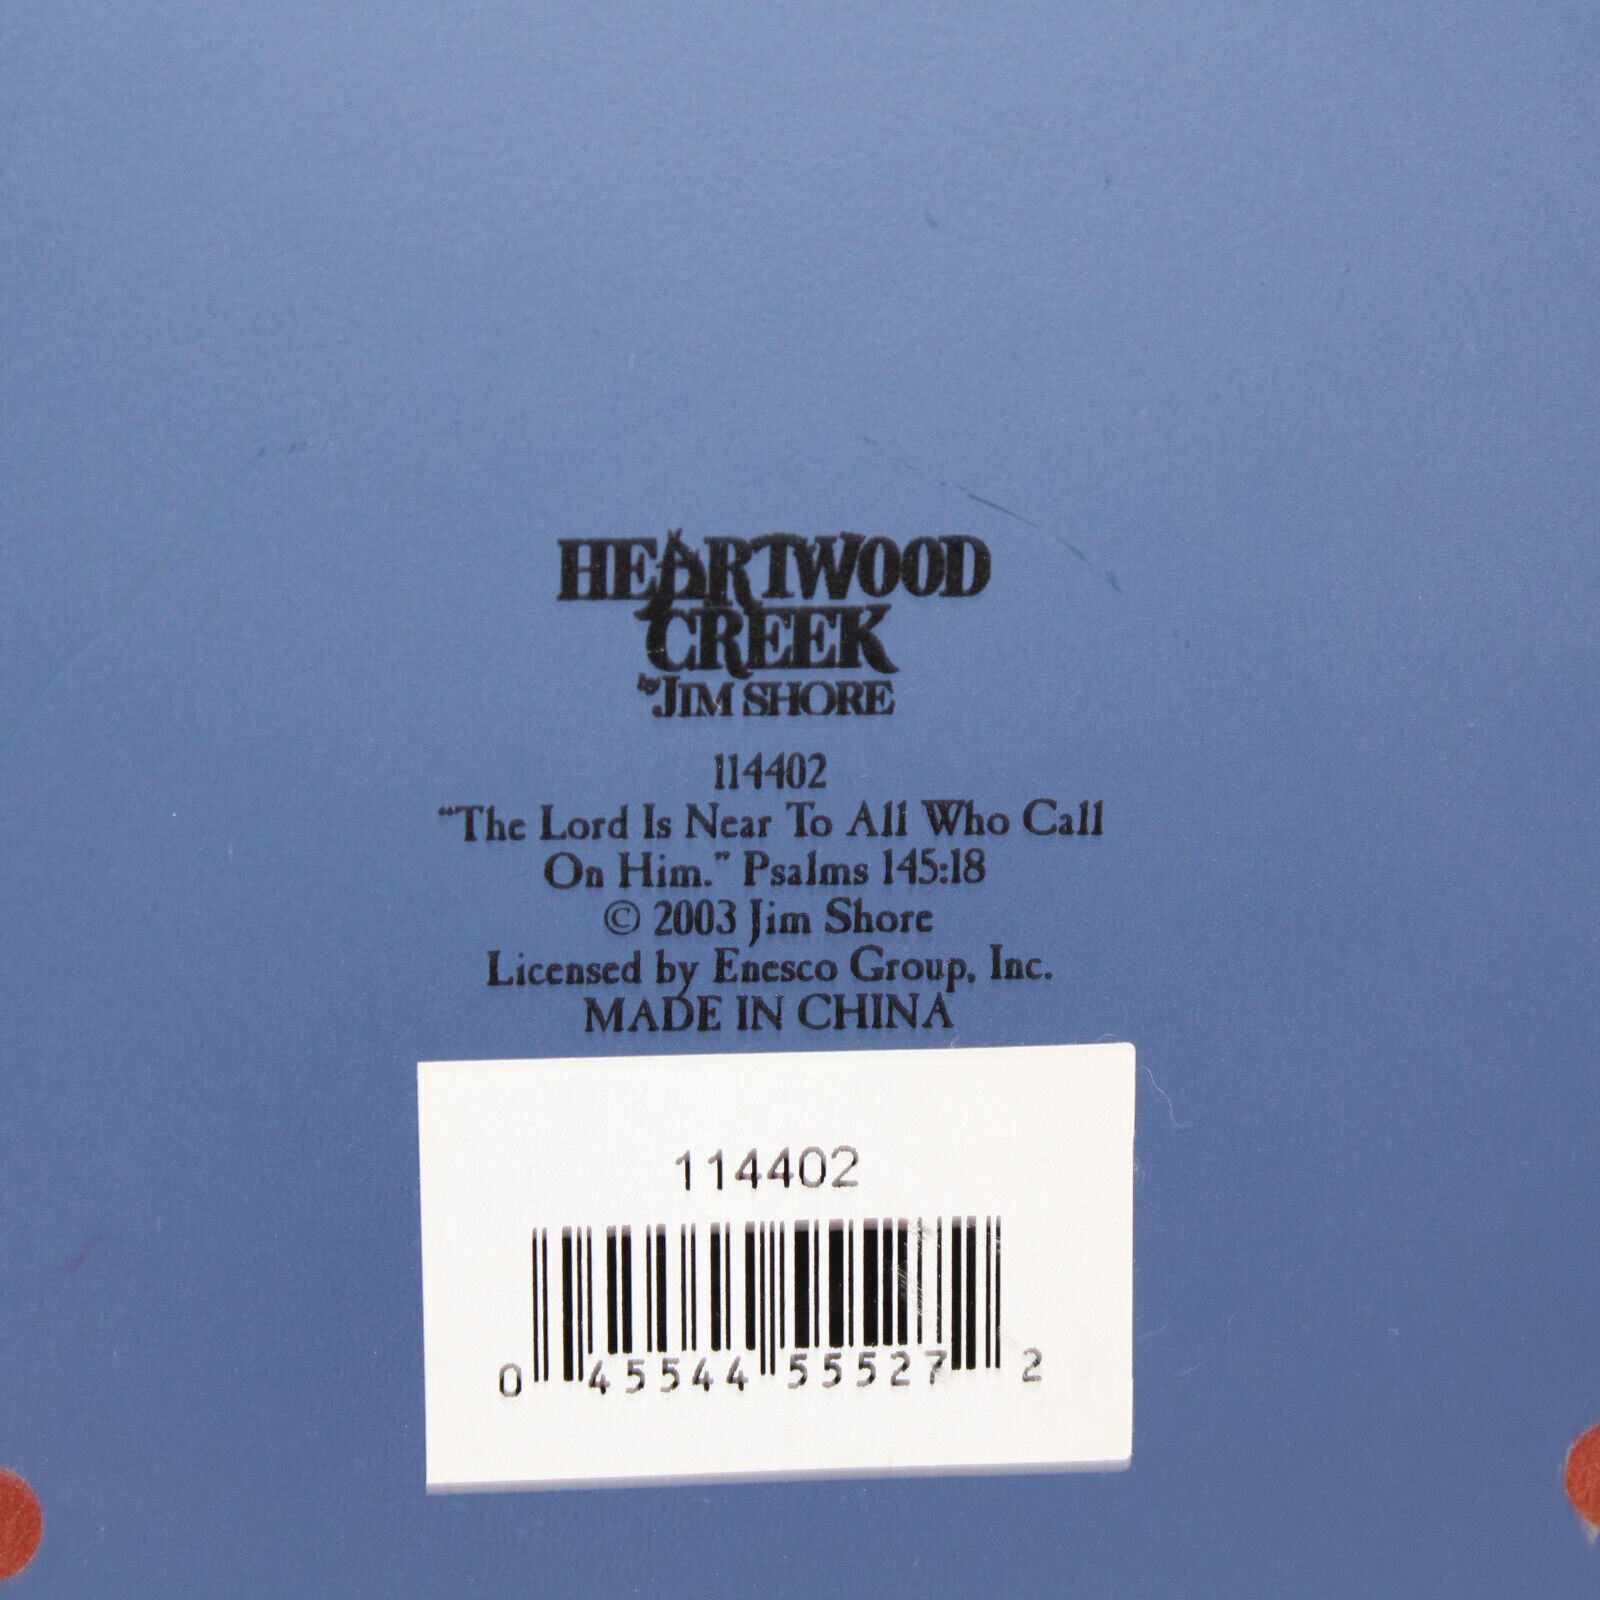 HEARTWOOD
CREEK
by JIM SHORE
114402
“The Lord Is Near To All Who Call
On Him.” Psalms 145:18
© 2003 Jim Shore
Licensed by Enesco Group, Inc.
MADE IN CHINA
114402
0 45544 55527 2